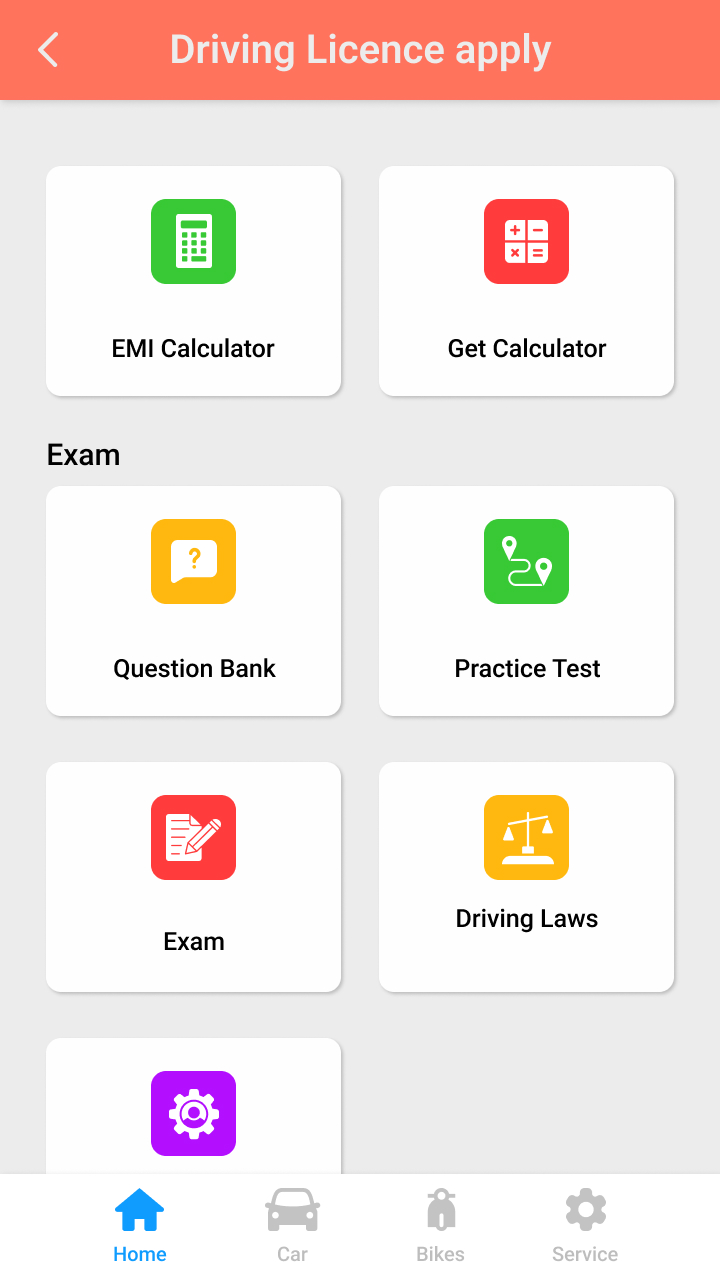 Driving Licence apply
EMI Calculator
Get Calculator
Exam
Question Bank
Practice Test
Exam
Driving Laws
Home
Car
Bikes
Service